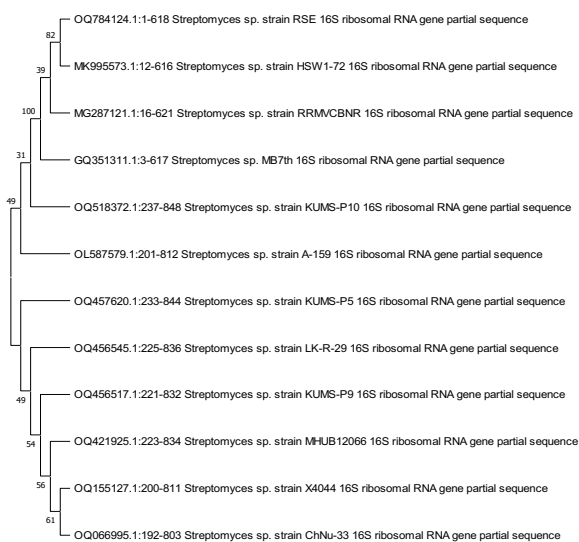 OQ784124.1:1-618 Streptomyces sp. strain RSE 16S ribosomal RNA gene partial sequence
82
MK995573.1:12-616 Streptomyces sp. strain HSW1-72 16S ribosomal RNA gene partial sequence
39
MG287121.1:16-621 Streptomyces sp. strain RRMVCBNR 16S ribosomal RNA gene partial sequence
100
GQ351311.1:3-617 Streptomyces sp. MB7th 16S ribosomal RNA gene partial sequence
31
OQ518372.1:237-848 Streptomyces sp. strain KUMS-P10 16S ribosomal RNA gene partial sequence
49
OL587579.1:201-812 Streptomyces sp. strain A-159 16S ribosomal RNA gene partial sequence
OQ457620.1:233-844 Streptomyces sp. strain KUMS-P5 16S ribosomal RNA gene partial sequence
OQ456545.1:225-836 Streptomyces sp. strain LK-R-29 16S ribosomal RNA gene partial sequence
49
OQ456517.1:221-832 Streptomyces sp. strain KUMS-P9 16S ribosomal RNA gene partial sequence
54
OQ421925.1:223-834 Streptomyces sp. strain MHUB12066 16S ribosomal RNA gene partial sequence
56
OQ155127.1:200-811 Streptomyces sp. strain X4044 16S ribosomal RNA gene partial sequence
61
OQ066995.1:192-803 Streptomyces sp. strain ChNu-33 16S ribosomal RNA gene partial sequence